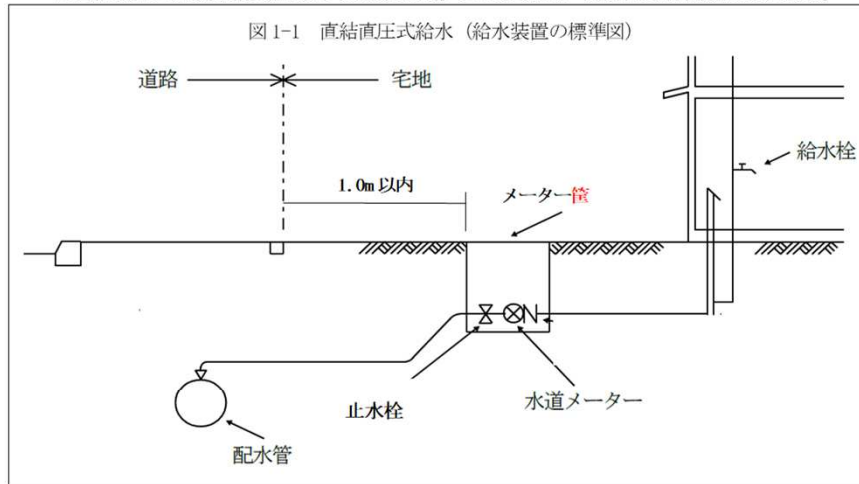 図1-1 直結直圧式給水（給水装置の標準図）
道路
宅地
給水栓
1.0m以内
メーター筐
止水栓
水道メーター
配水管